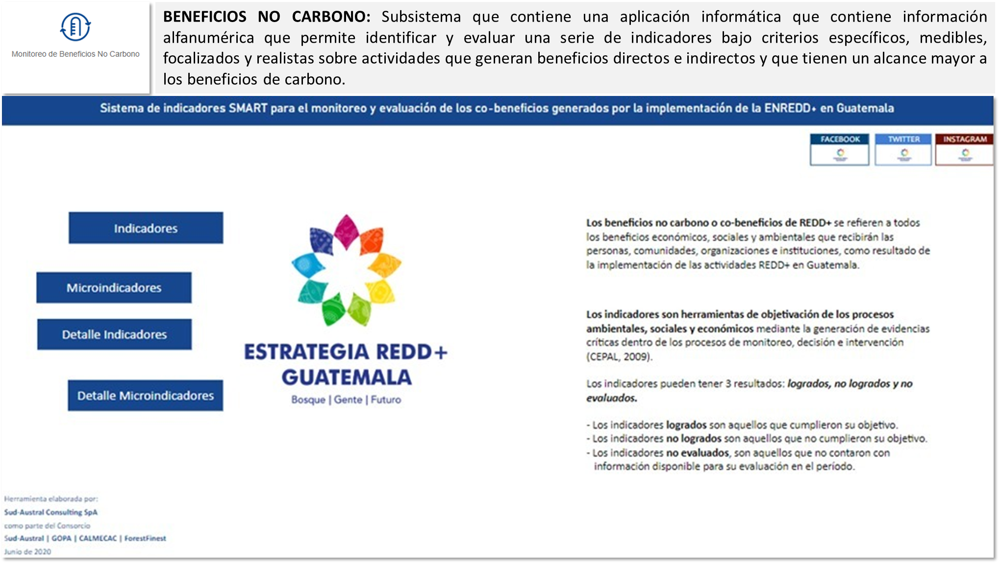 Monitoreo de Beneficios No Carbono
BENEFICIOS NO CARBONO: Subsistema que contiene una aplicación informática que contiene información
alfanumérica que permite identificar y evaluar una serie de indicadores bajo criterios específicos, medibles,
focalizados y realistas sobre actividades que generan beneficios directos e indirectos y que tienen un alcance mayor a
los beneficios de carbono.
Sistema de indicadores SMART para el monitoreo y evaluación de los co-beneficios generados por la implementación de la ENREDD+ en Guatemala
FACEBOOK
TWITTER
INSTAGRAM
Indicadores
Microindicadores
Detalle Indicadores
Detalle Microindicadores
ESTRATEGIA REDD+
GUATEMALA
Bosque | Gente | Futuro
Los beneficios no carbono o co-beneficios de REDD+ se refieren a todos
los beneficios económicos, sociales y ambientales que recibirán las
personas, comunidades, organizaciones e instituciones, como resultado de
la implementación de las actividades REDD+ en Guatemala.
Los indicadores son herramientas de objetivación de los procesos
ambientales, sociales y económicos mediante la generación de evidencias
críticas dentro de los procesos de monitoreo, decisión e intervención
(CEPAL, 2009).
Los indicadores pueden tener 3 resultados: logrados, no logrados y no
evaluados.
- Los indicadores logrados son aquellos que cumplieron su objetivo.
- Los indicadores no logrados son aquellos que no cumplieron su objetivo.
- Los indicadores no evaluados, son aquellos que no contaron con
información disponible para su evaluación en el período.
Herramienta elaborada por:
Sud-Austral Consulting SpA
como parte del Consorcio
Sud-Austral | GOPA | CALMECAC | ForestFinest
Junio de 2020